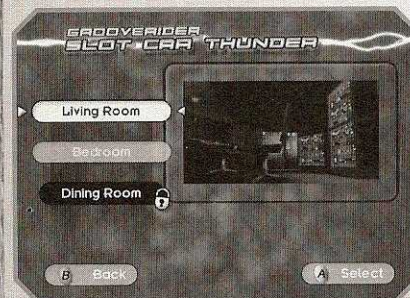 GROOVERIDER
SLOT CAR THUNDER
Living Room
Bedroom
Dining Room
B Back
A Select